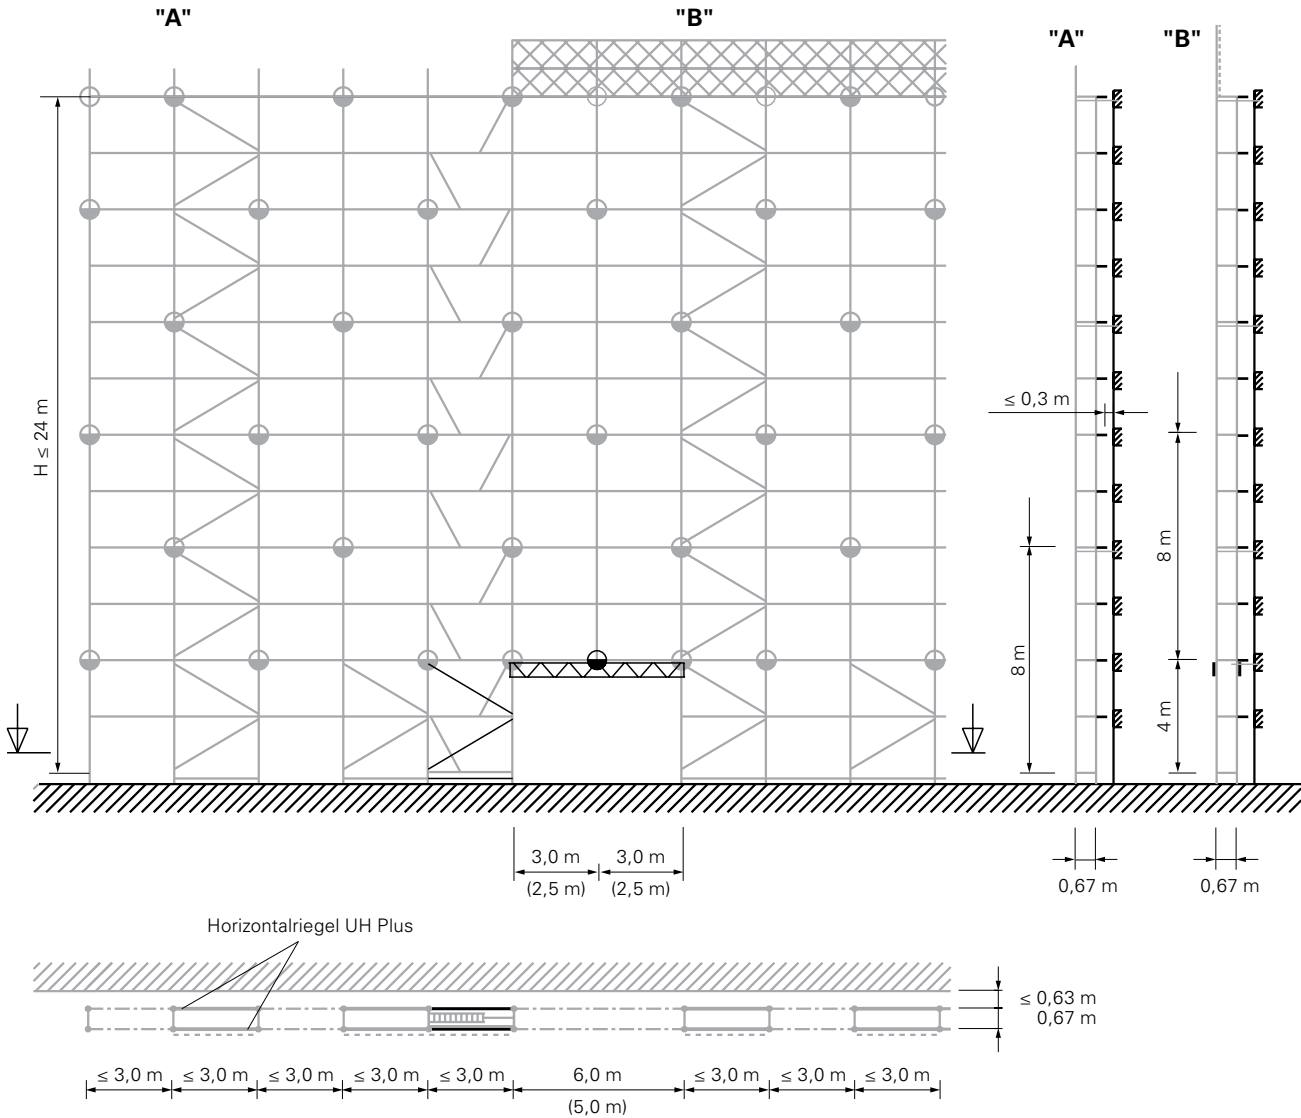 "A"
"B"
"A"
"B"
H ≤ 24 m
≤ 0,3 m
8 m
8 m
4 m
3,0 m
3,0 m
(2,5 m)
(2,5 m)
0,67 m
0,67 m
Horizontalriegel UH Plus
≤ 0,63 m
0,67 m
≤ 3,0 m
≤ 3,0 m
≤ 3,0 m
≤ 3,0 m
≤ 3,0 m
6,0 m
≤ 3,0 m
≤ 3,0 m
≤ 3,0 m
(5,0 m)